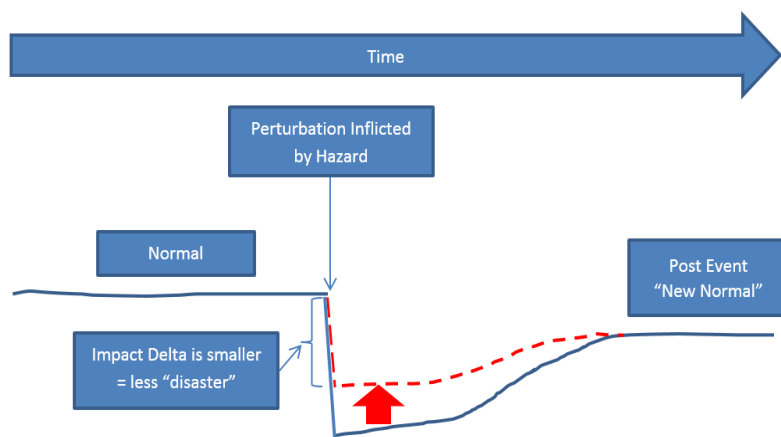 Time
Perturbation Inflicted
by Hazard
Normal
Post Event
“New Normal”
Impact Delta is smaller
= less “disaster”